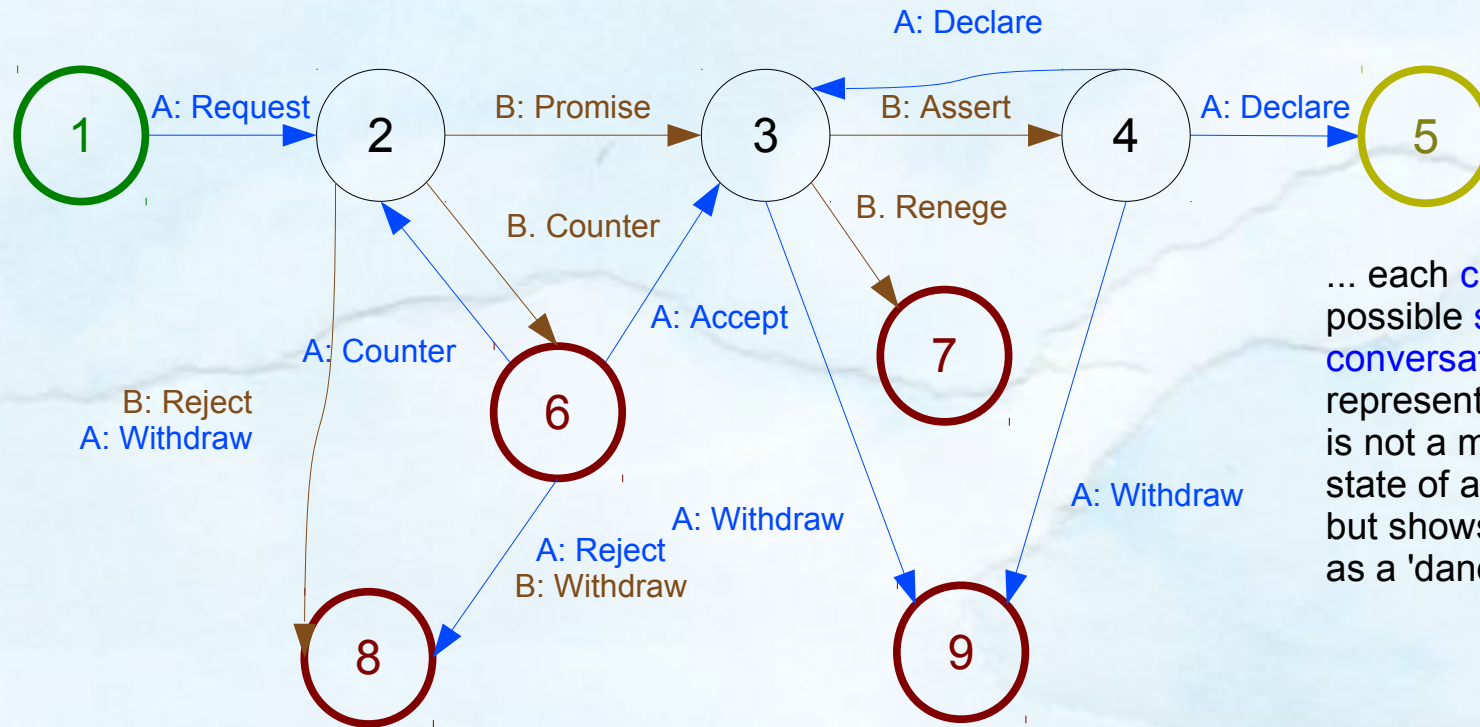 A: Declare
1
A: Request
2
B: Promise
3
B: Assert
4
A: Declare
5
B. Counter
B. Renege
A: Counter
A: Accept
6
7
B: Reject
A: Withdraw
A: Withdraw
A: Reject
B: Withdraw
A: Withdraw
8
9
... each
possible
represent
is not a
state of a
but shows
as a